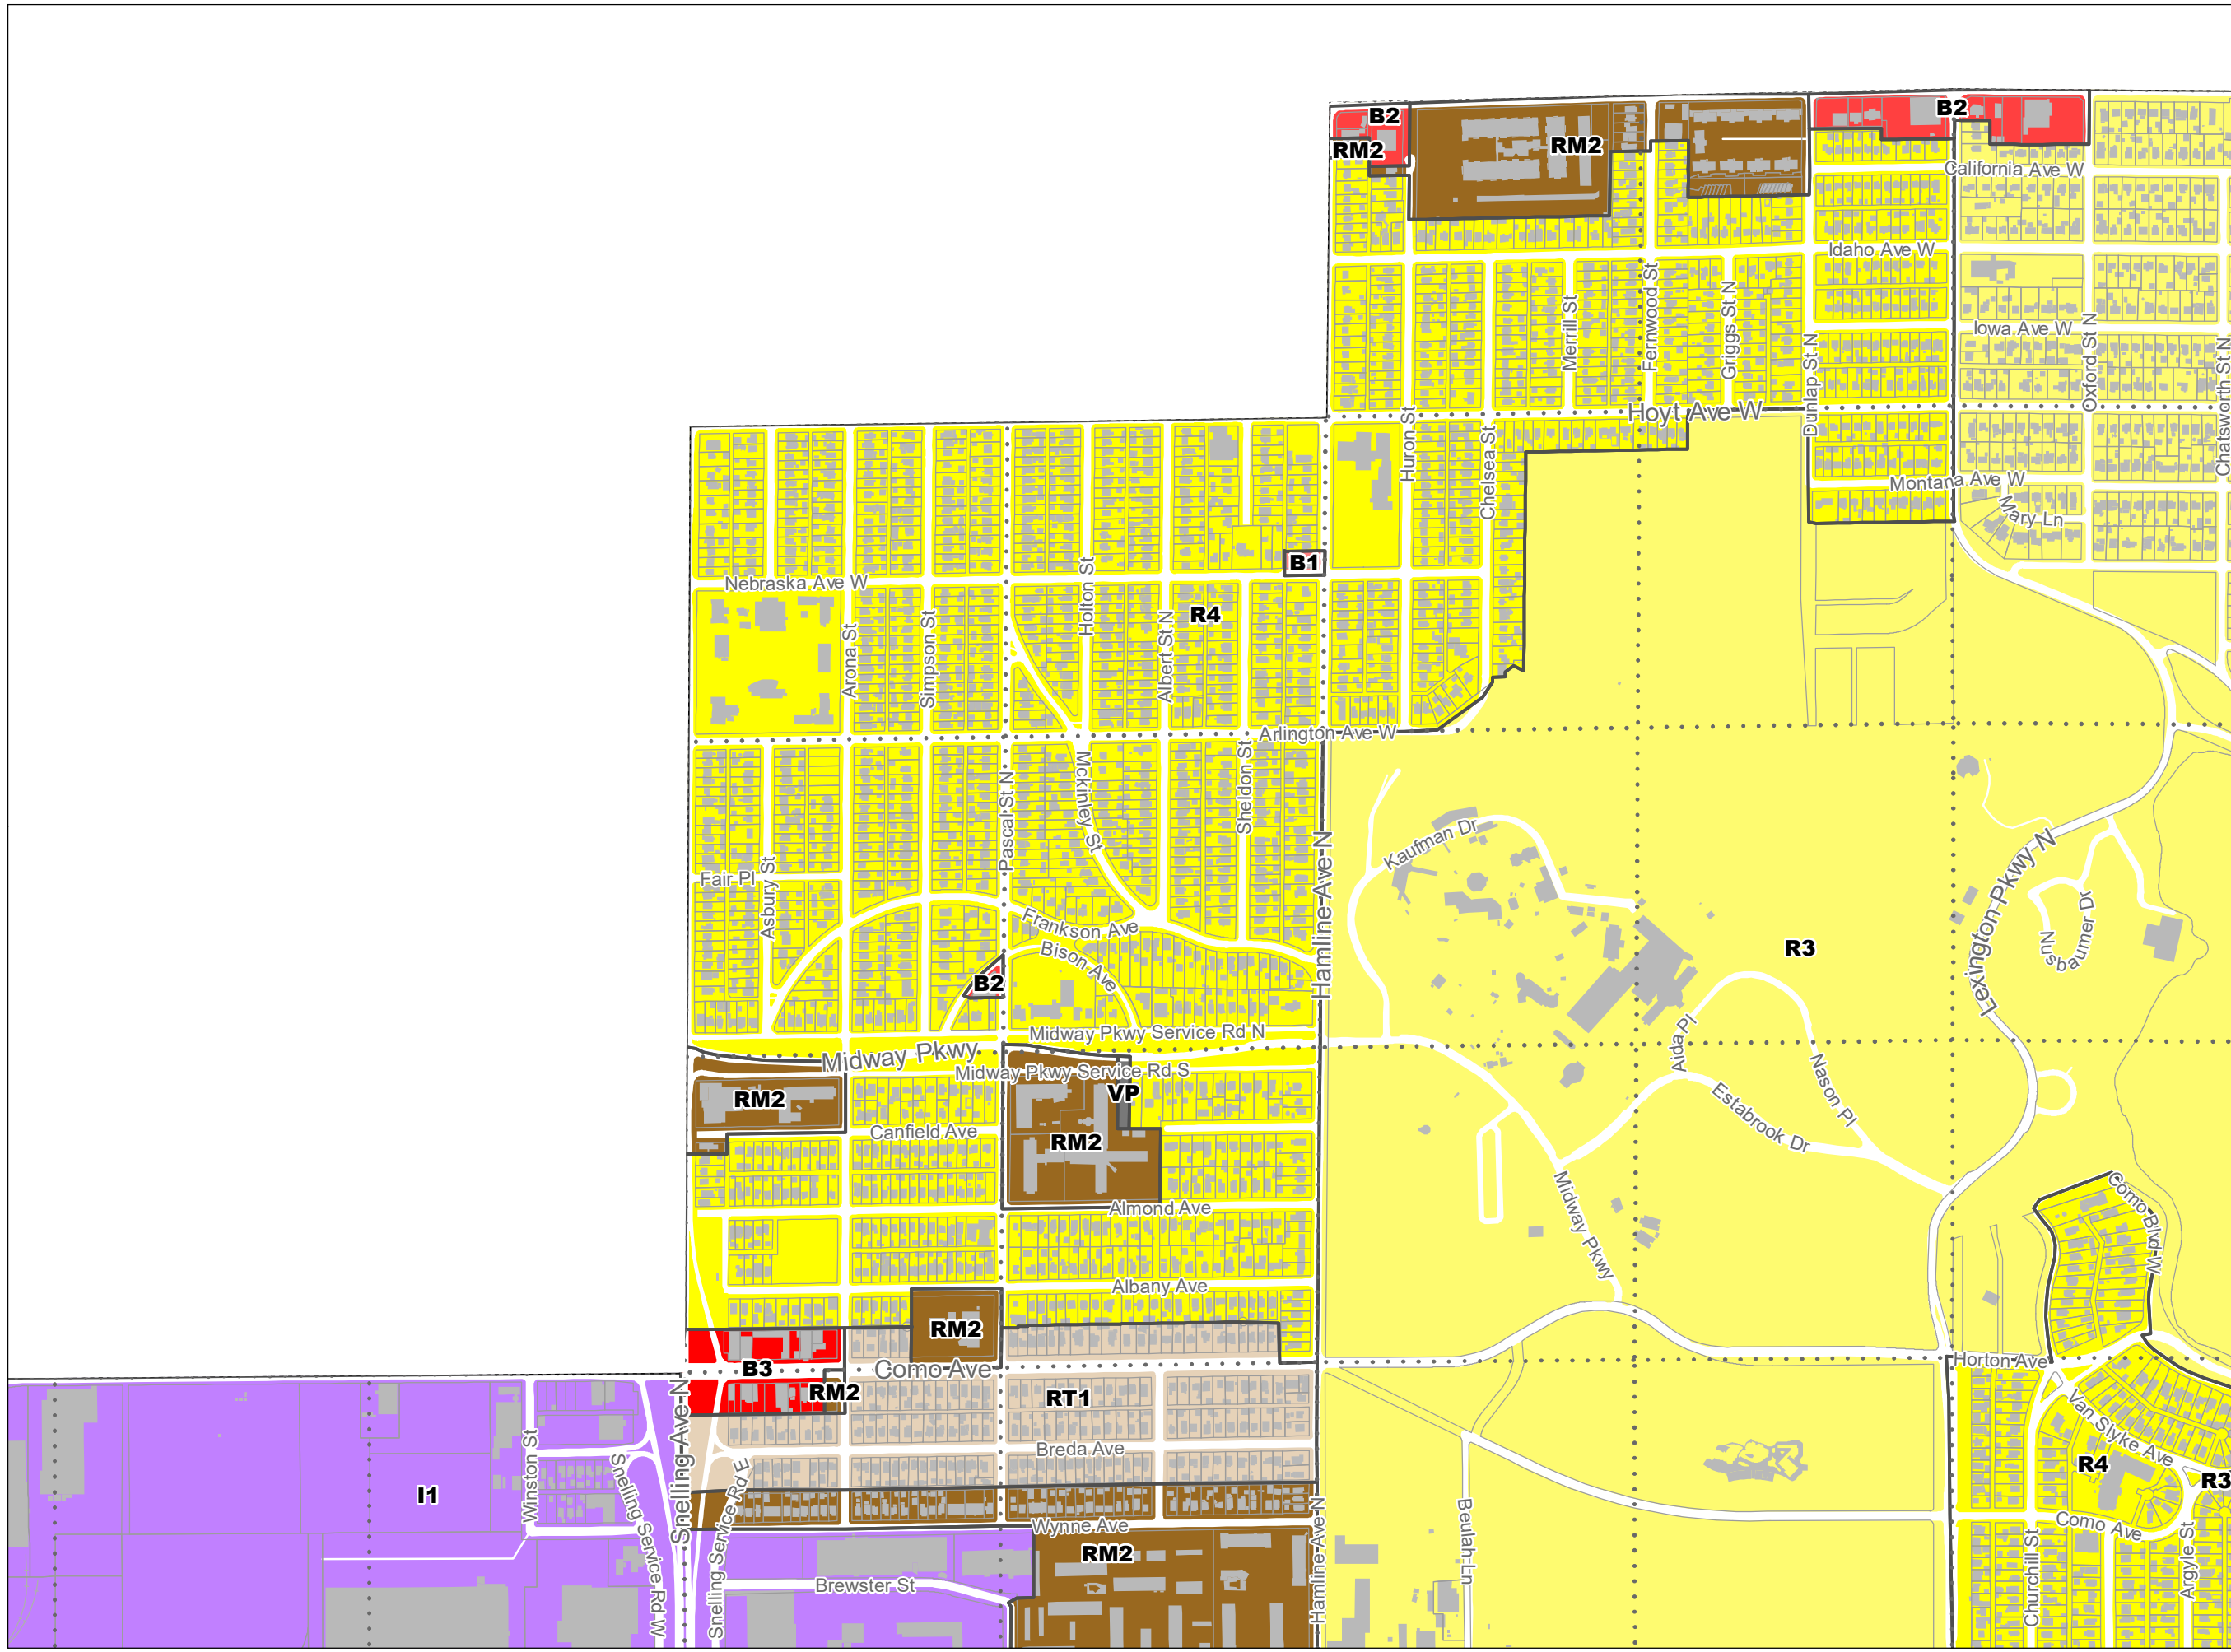 B2
B2
RM2
RM2
California Ave W
Idaho Ave W
Iowa Ave W
Merrill St
Fernwood St
Griggs St N
Dunlap St N
Oxford St N
Chatsworth St N
Hoyt Ave W
Huron St
Chelsea St
Montana Ave W
Mary Ln
B1
Nebraska Ave W
Holton St
R4
Arona St
Simpson St
Albert St N
Arlington Ave W
Mckinley St
Sheldon St
Pascal St N
Kaufman Dr
Fair Pl
Asbury St
Hamline Ave N
Lexington Pkwy N
Nusbaumer Dr
Frankson Ave
Bison Ave
R3
B2
Midway Pkwy Service Rd N
Midway Pkwy
Aida Pl
Midway Pkwy Service Rd S
Nason Pl
VP
RM2
Estabrook Dr
Canfield Ave
RM2
Almond Ave
Midway Pkwy
Como Blvd W
Albany Ave
RM2
B3
Como Ave
Horton Ave
RM2
RT1
Snelling Ave N
Van Slyke Ave
Breda Ave
Winston St
Snelling Service Rd W
Snelling Service Rd E
R4
R3
I1
Wynne Ave
Como Ave
RM2
Hamline Ave N
Beulah Ln
Churchill St
Argyle St
Brewster St